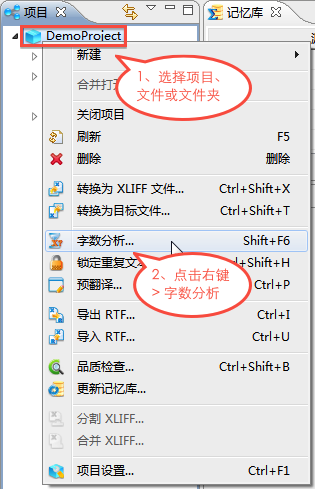 项目
记忆库
DemoProject
新建
合并打
1、选择项目、
文件或文件夹
关闭项目
刷新 F5
删除 删除
转换为 XLIFF 文件... Ctrl+Shift+X
转换为目标文件... Ctrl+Shift+T
字数分析... Shift+F6
锁定重复文本 Ctrl+Shift+H
预翻译... Ctrl+P
2、点击右键
> 字数分析
导出 RTF... Ctrl+I
导入 RTF... Ctrl+U
品质检查... Ctrl+Shift+B
更新记忆库...
分割 XLIFF...
合并 XLIFF...
项目设置... Ctrl+F1